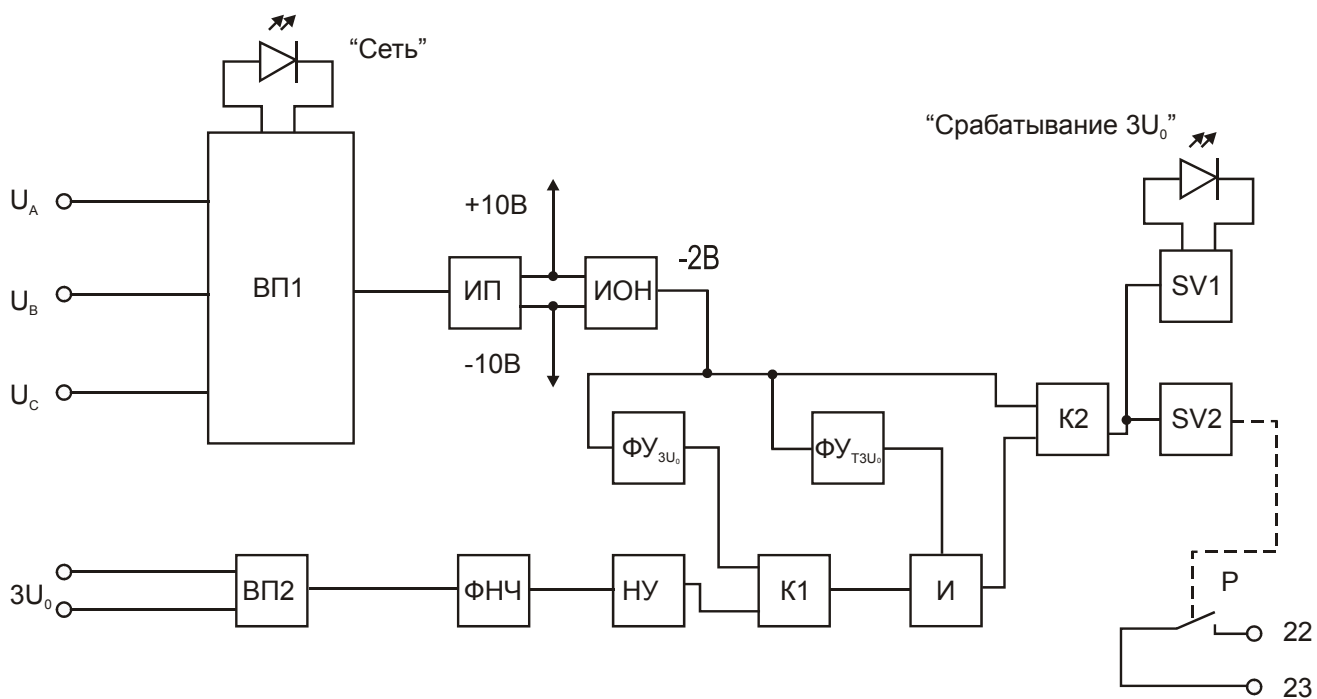 “Сеть”
“Срабатывание 3U₀”
U_A
ВП1
+10В
-2В
ИП
ИОН
SV1
U_B
-10В
U_C
К2
SV2
ФУ_3U₀
ФУ_Т3U₀
3U₀
ВП2
ФНЧ
НУ
К1
И
Р
22
23